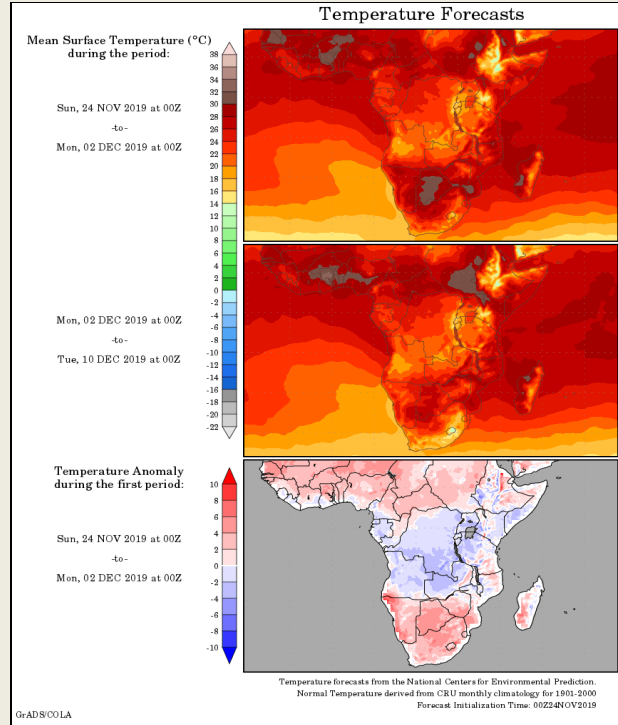 Temperature Forecasts
Mean Surface Temperature (°C)
during the period:
Sun, 24 NOV 2019 at 00Z
-to-
Mon, 02 DEC 2019 at 00Z
38
36
34
32
30
28
26
24
22
20
18
16
14
12
10
8
6
4
2
0
-2
-4
-6
-8
-10
-12
-14
-16
-18
-20
-22
Mon, 02 DEC 2019 at 00Z
-to-
Tue, 10 DEC 2019 at 00Z
Temperature Anomaly
during the first period:
Sun, 24 NOV 2019 at 00Z
-to-
Mon, 02 DEC 2019 at 00Z
10
8
6
4
2
0
-2
-4
-6
-8
-10
Temperature forecasts from the National Centers for Environmental Prediction.
Normal Temperature derived from CRU monthly climatology for 1901-2000
Forecast Initialization Time: 00Z24NOV2019
GrADS/COLA